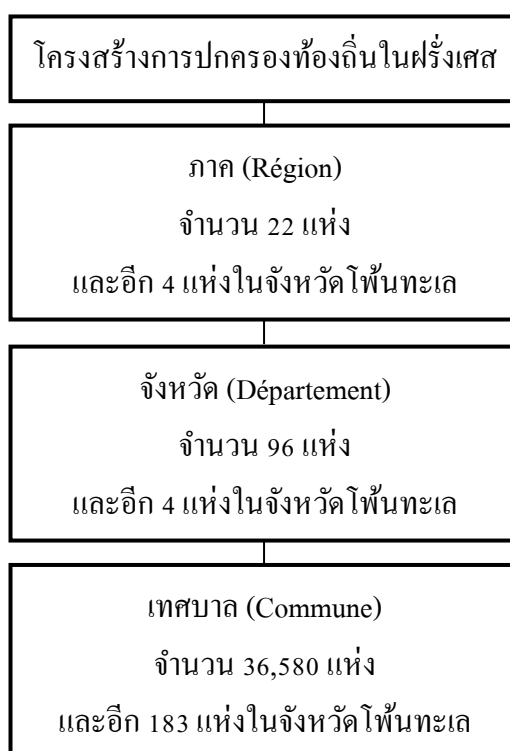 โครงสร้างการปกครองท้องถิ่นในฝรั่งเศส
ภาค (Région)
จำนวน 22 แห่ง
และอีก 4 แห่งในจังหวัดโพ้นทะเล
จังหวัด (Département)
จำนวน 96 แห่ง
และอีก 4 แห่งในจังหวัดโพ้นทะเล
เทศบาล (Commune)
จำนวน 36,580 แห่ง
และอีก 183 แห่งในจังหวัดโพ้นทะเล